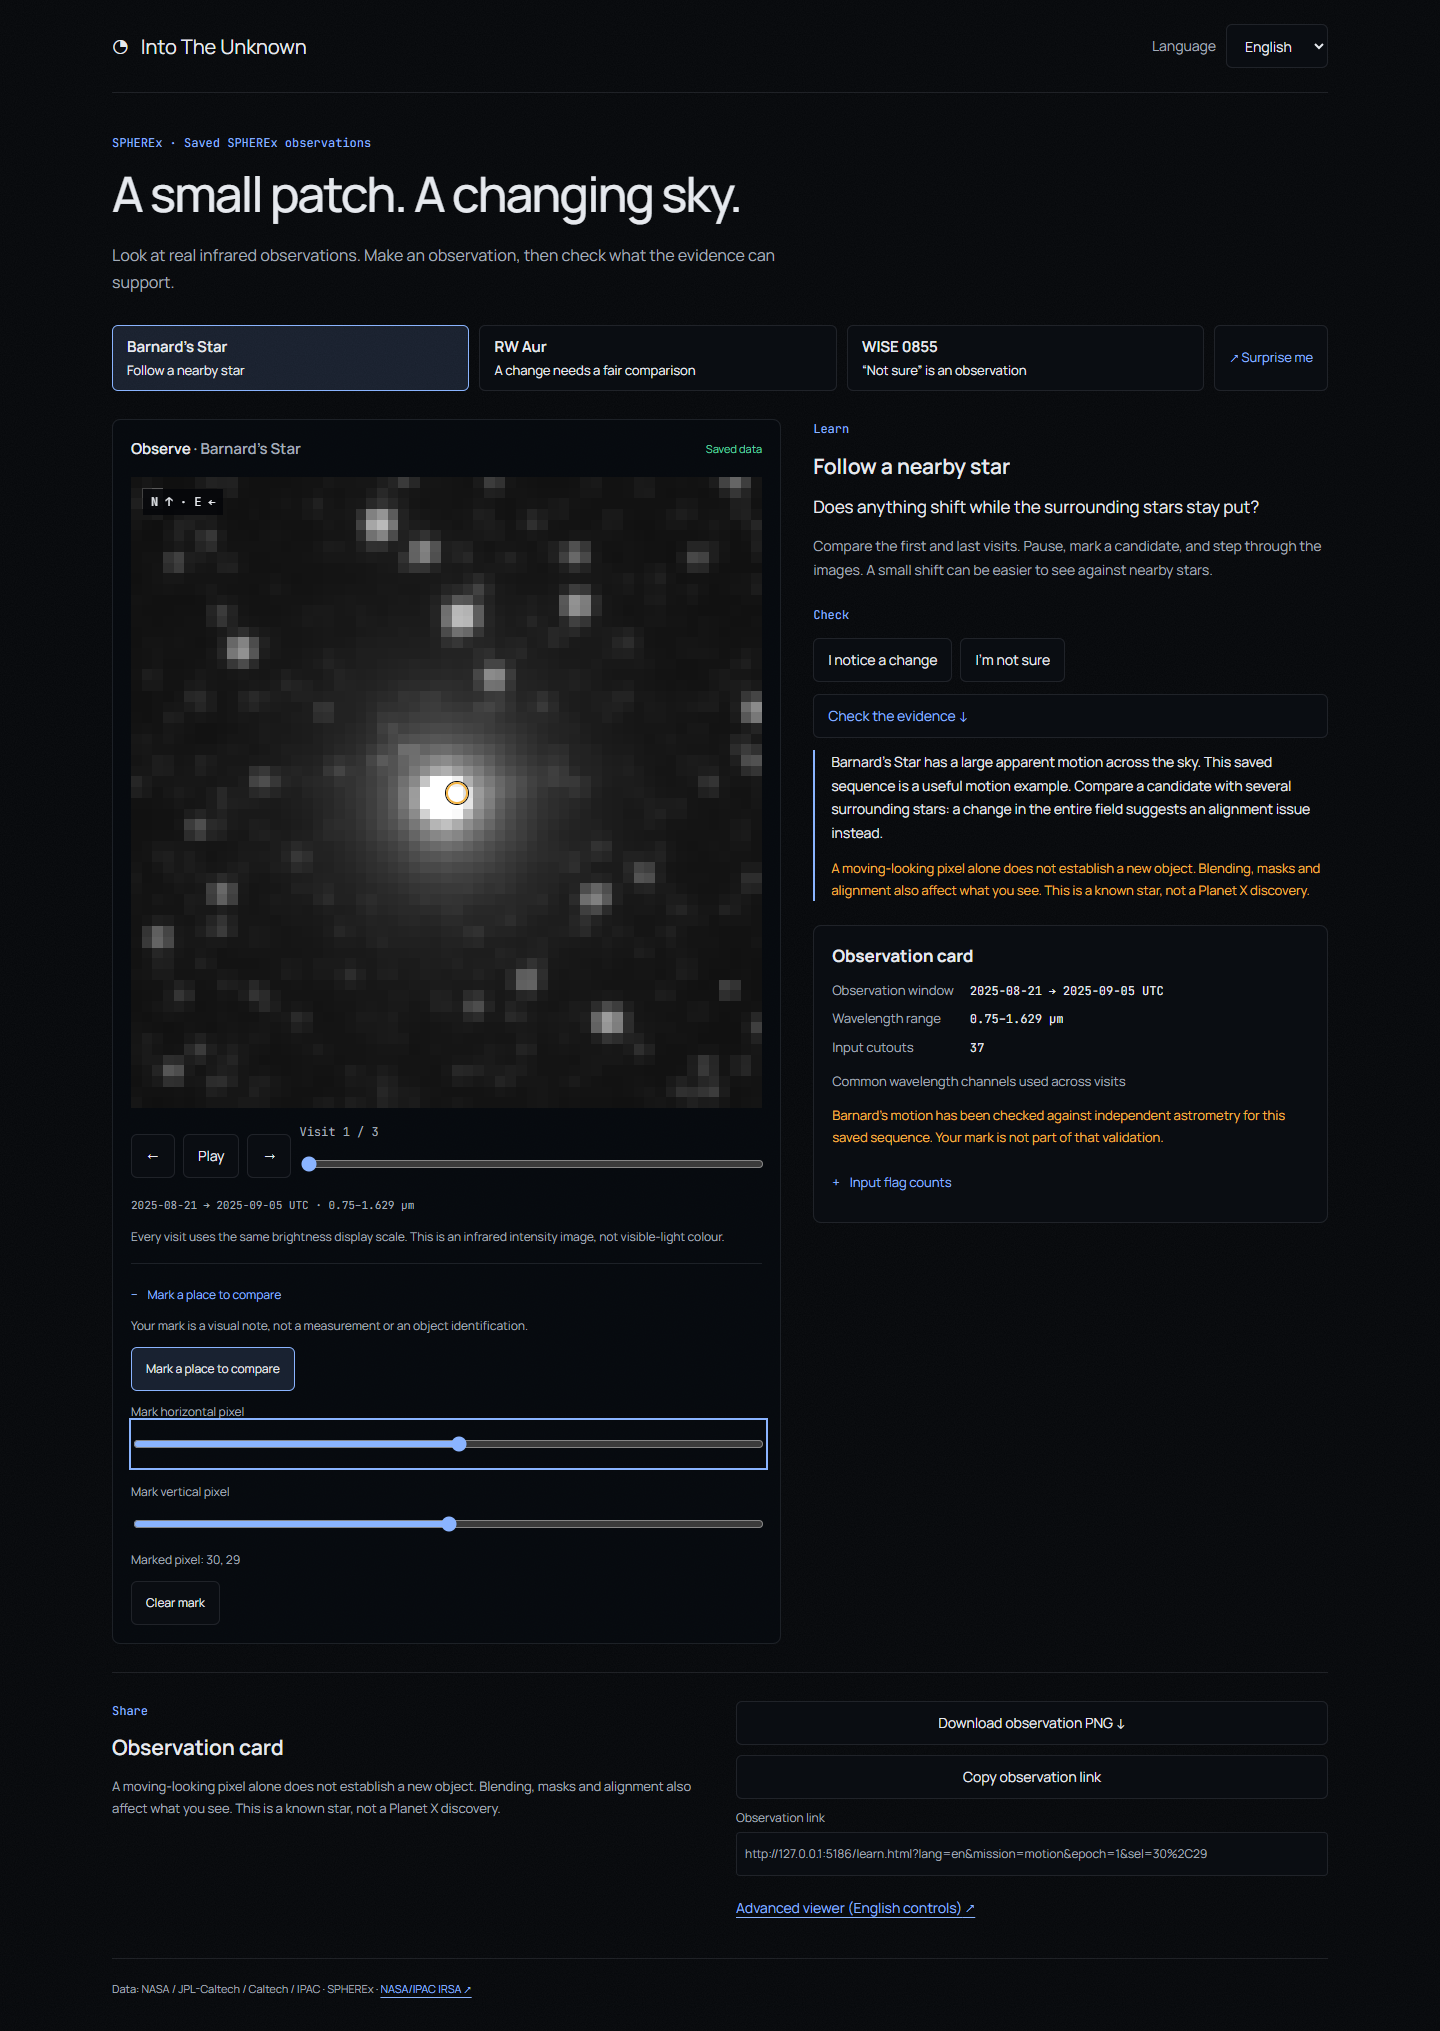 Into The Unknown
Language
English
SPHEREx · Saved SPHEREx observations
A small patch. A changing sky.
Look at real infrared observations. Make an observation, then check what the evidence can
support.
Barnard's Star
Follow a nearby star
RW Aur
A change needs a fair comparison
WISE 0855
“Not sure” is an observation
↗ Surprise me
Observe · Barnard's Star
Saved data
N ↑ · E ←
Visit 1 / 3
←
Play
→
2025-08-21 → 2025-09-05 UTC · 0.75–1.629 µm
Every visit uses the same brightness display scale. This is an infrared intensity image, not visible-light colour.
− Mark a place to compare
Your mark is a visual note, not a measurement or an object identification.
Mark a place to compare
Mark horizontal pixel
Mark vertical pixel
Marked pixel: 30, 29
Clear mark
Learn
Follow a nearby star
Does anything shift while the surrounding stars stay put?
Compare the first and last visits. Pause, mark a candidate, and step through the
images. A small shift can be easier to see against nearby stars.
Check
I notice a change
I'm not sure
Check the evidence ↓
Barnard's Star has a large apparent motion across the sky. This saved
sequence is a useful motion example. Compare a candidate with several
surrounding stars: a change in the entire field suggests an alignment issue
instead.
A moving-looking pixel alone does not establish a new object. Blending, masks and
alignment also affect what you see. This is a known star, not a Planet X discovery.
Observation card
Observation window 2025-08-21 → 2025-09-05 UTC
Wavelength range 0.75–1.629 µm
Input cutouts 37
Common wavelength channels used across visits
Barnard's motion has been checked against independent astrometry for this
saved sequence. Your mark is not part of that validation.
+ Input flag counts
Share
Observation card
A moving-looking pixel alone does not establish a new object. Blending, masks and alignment also
affect what you see. This is a known star, not a Planet X discovery.
Download observation PNG ↓
Copy observation link
Observation link
http://127.0.0.1:5186/learn.html?lang=en&mission=motion&epoch=1&sel=30%2C29
Advanced viewer (English controls) ↗
Data: NASA / JPL-Caltech / Caltech / IPAC · SPHEREx · NASA/IPAC IRSA ↗